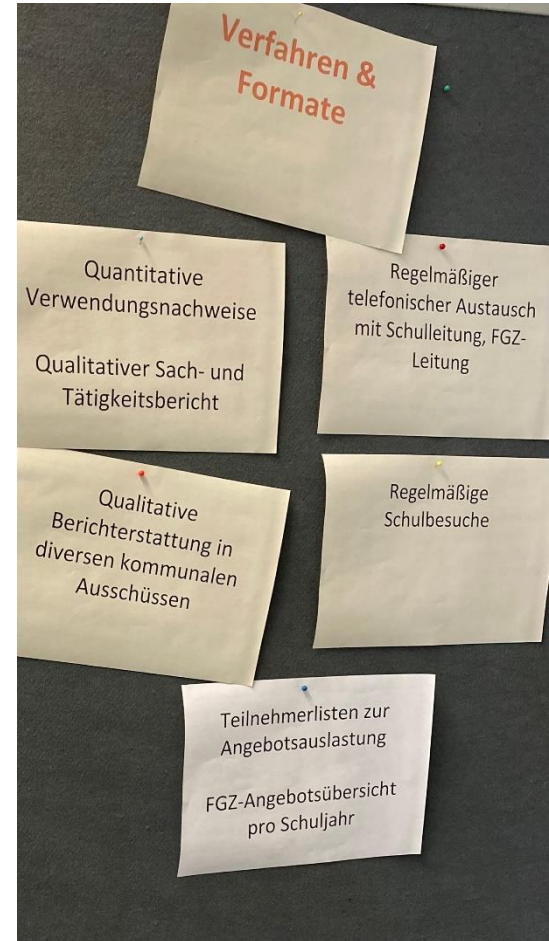 Verfahren &
Formate
Quantitative
Verwendungsnachweise
Qualitativer Sach- und
Tätigkeitsbericht
Regelmäßiger
telefonischer Austausch
mit Schulleitung, FGZ-
Leitung
Qualitative
Berichterstattung in
diversen kommunalen
Ausschüssen
Regelmäßige
Schulbesuche
Teilnehmerlisten zur
Angebotsauslastung
FGZ-Angebotsübersicht
pro Schuljahr